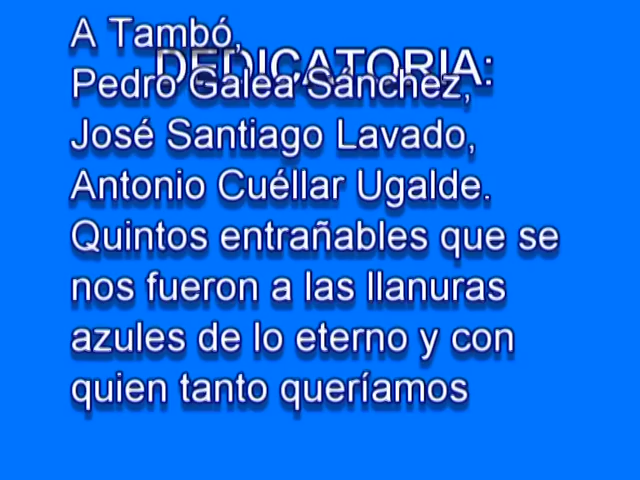 A Tambó,
DEDICATORIA:
Pedro Galea Sánchez,
José Santiago Lavado,
Antonio Cuéllar Ugalde.
Quintos entrañables que se
nos fueron a las llanuras
azules de lo eterno y con
quien tanto queríamos